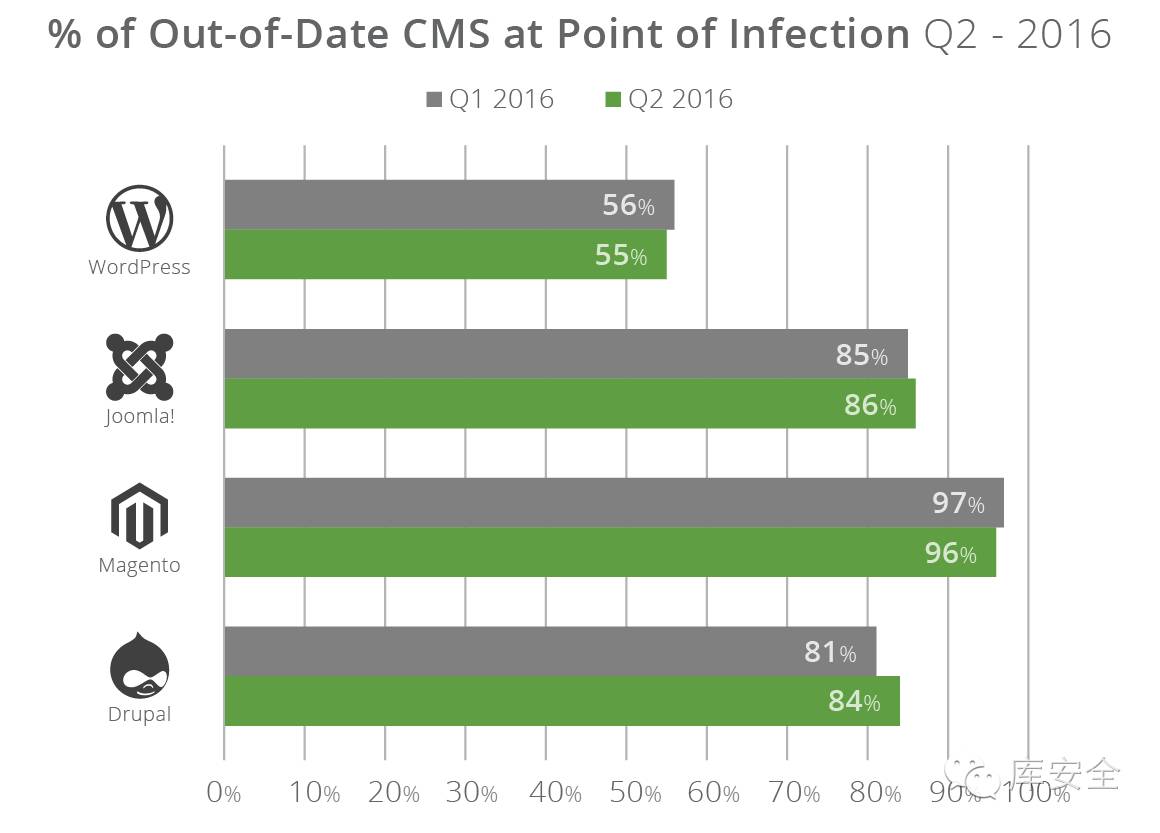 % of Out-of-Date CMS at Point of Infection Q2 - 2016
Q1 2016 Q2 2016
56%
55%
WordPress
85%
86%
Joomla!
97%
96%
Magento
81%
84%
Drupal
0% 10% 20% 30% 40% 50% 60% 70% 80% 90% 100%
库安全